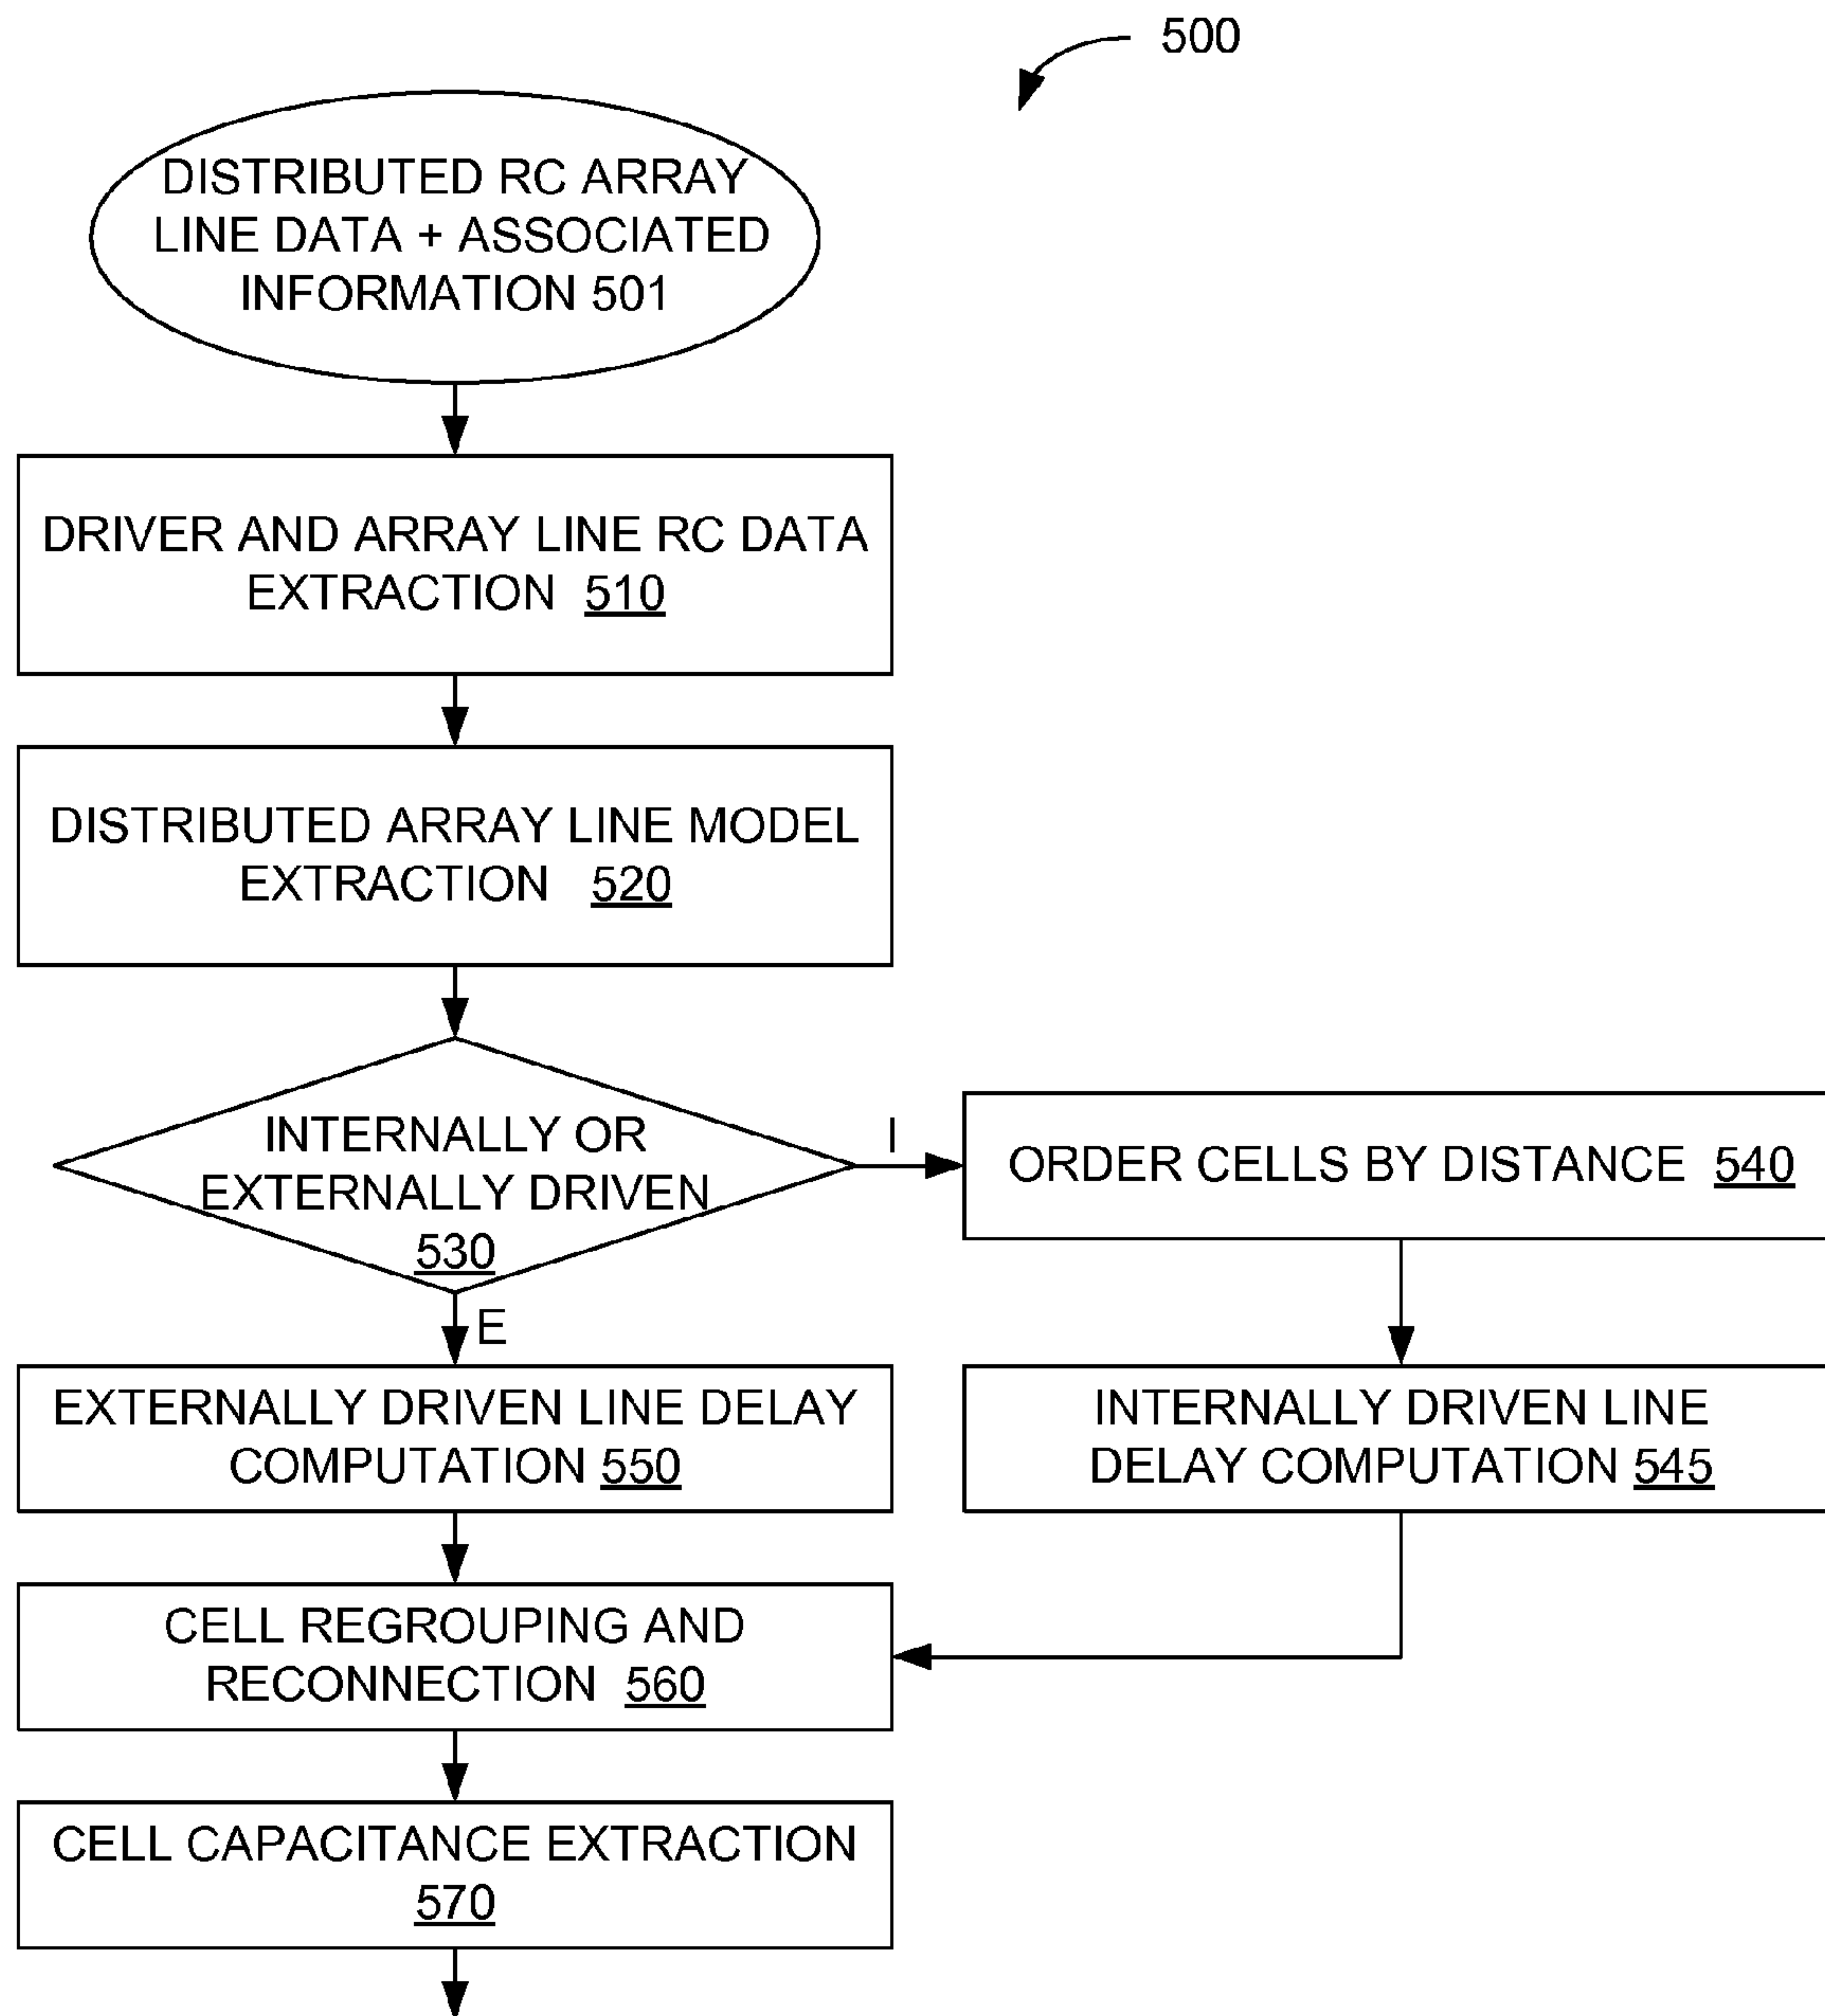 500
DISTRIBUTED RC ARRAY
LINE DATA + ASSOCIATED
INFORMATION 501
DRIVER AND ARRAY LINE RC DATA
EXTRACTION 510
DISTRIBUTED ARRAY LINE MODEL
EXTRACTION 520
INTERNALLY OR
EXTERNALLY DRIVEN
530
I
ORDER CELLS BY DISTANCE 540
E
EXTERNALLY DRIVEN LINE DELAY
COMPUTATION 550
INTERNALLY DRIVEN LINE
DELAY COMPUTATION 545
CELL REGROUPING AND
RECONNECTION 560
CELL CAPACITANCE EXTRACTION
570